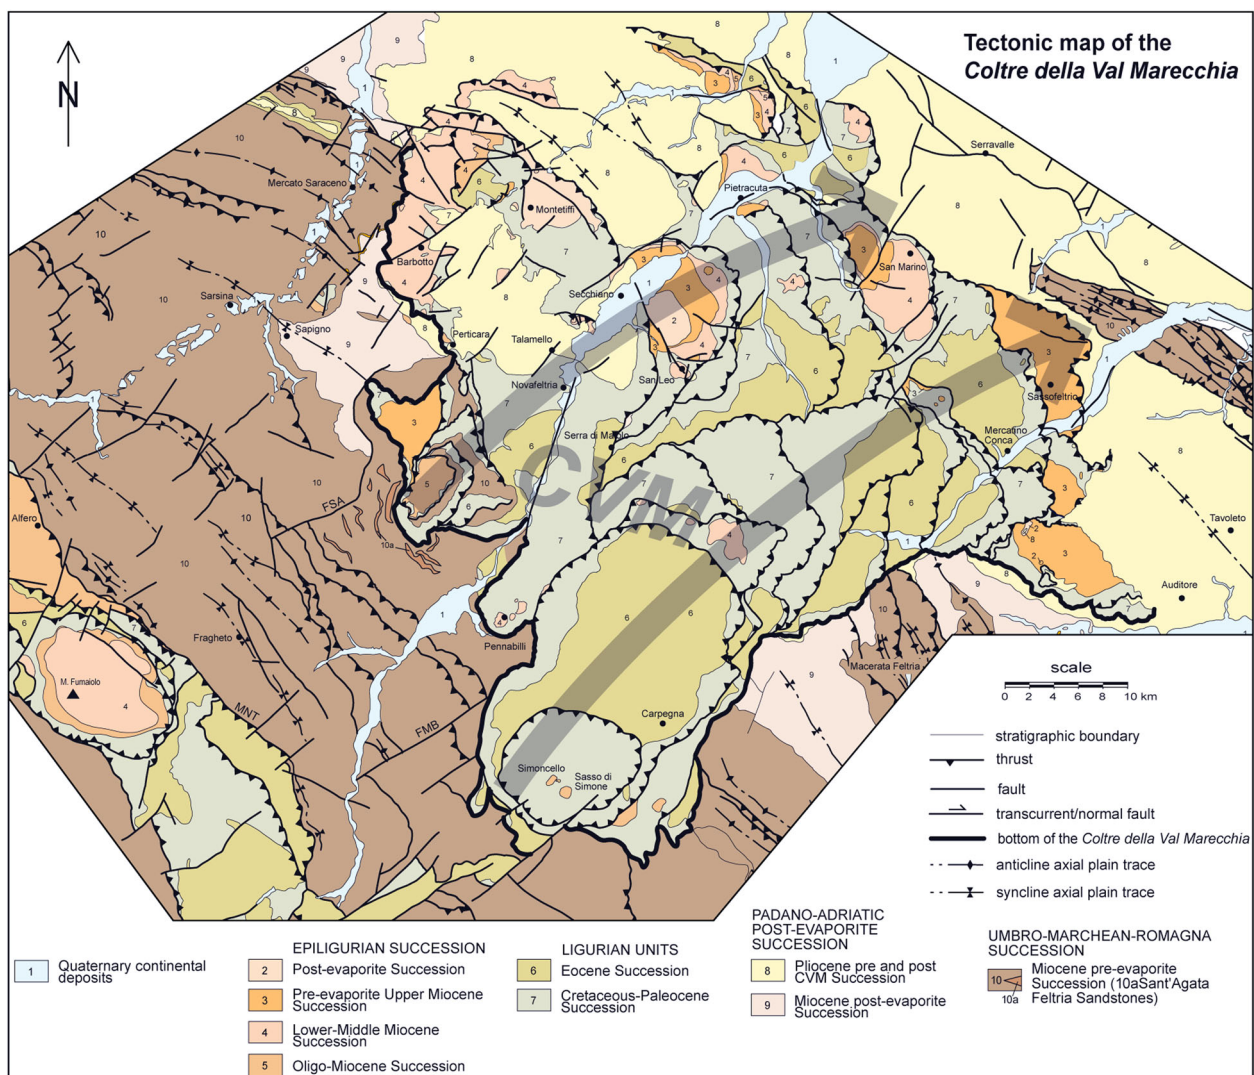 Tectonic map of the
Coltre della Val Marecchia
N
Serravalle
Mercato Saraceno
Pietracuta
Montetiffi
Barbotto
San Marino
Sarsina
Secchiano
Sapigno
Perticara
Talamello
San Leo
Novafeltria
Sassofeltrio
Serra di Maiolo
Mercatino
Conca
CVM
FSA
10a
Alfero
Tavoleto
Auditore
Fragheto
Pennabilli
Macerata Feltria
M. Fumaiolo
MNT
FMB
Carpegna
Simoncello
Sasso di
Simone
scale
0 2 4 6 8 10 km
stratigraphic boundary
thrust
fault
transcurrent/normal fault
bottom of the Coltre della Val Marecchia
anticline axial plain trace
syncline axial plain trace
1 Quaternary continental
deposits
EPILIGURIAN SUCCESSION
2 Post-evaporite Succession
3 Pre-evaporite Upper Miocene
Succession
4 Lower-Middle Miocene
Succession
5 Oligo-Miocene Succession
LIGURIAN UNITS
6 Eocene Succession
7 Cretaceous-Paleocene
Succession
PADANO-ADRIATIC
POST-EVAPORITE
SUCCESSION
8 Pliocene pre and post
CVM Succession
9 Miocene post-evaporite
Succession
UMBRO-MARCHEAN-ROMAGNA
SUCCESSION
10 Miocene pre-evaporite
10a Succession (10aSant'Agata
Feltria Sandstones)